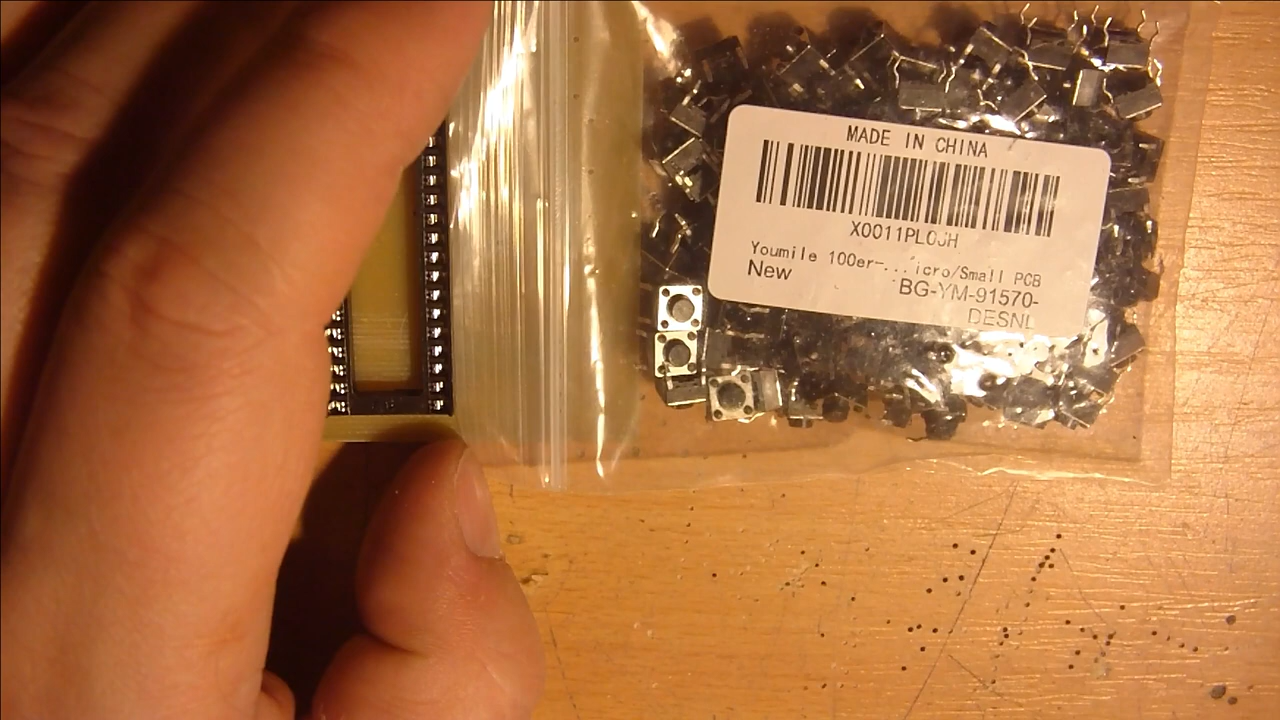 MADE IN CHINA
X0011PL0JH
Youmile 100er-...icro/Small PCB
New
BG-YM-91570-
DESNL